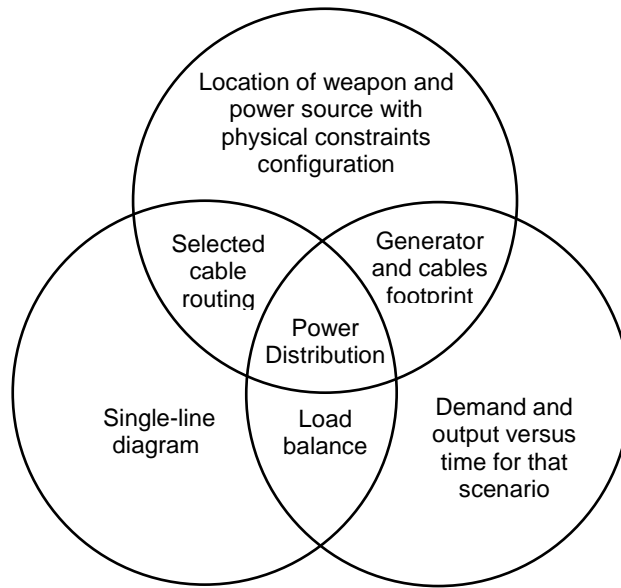 Location of weapon and
power source with
physical constraints
configuration
Selected
cable
routing
Generator
and cables
footprint
Power
Distribution
Single-line
diagram
Load
balance
Demand and
output versus
time for that
scenario